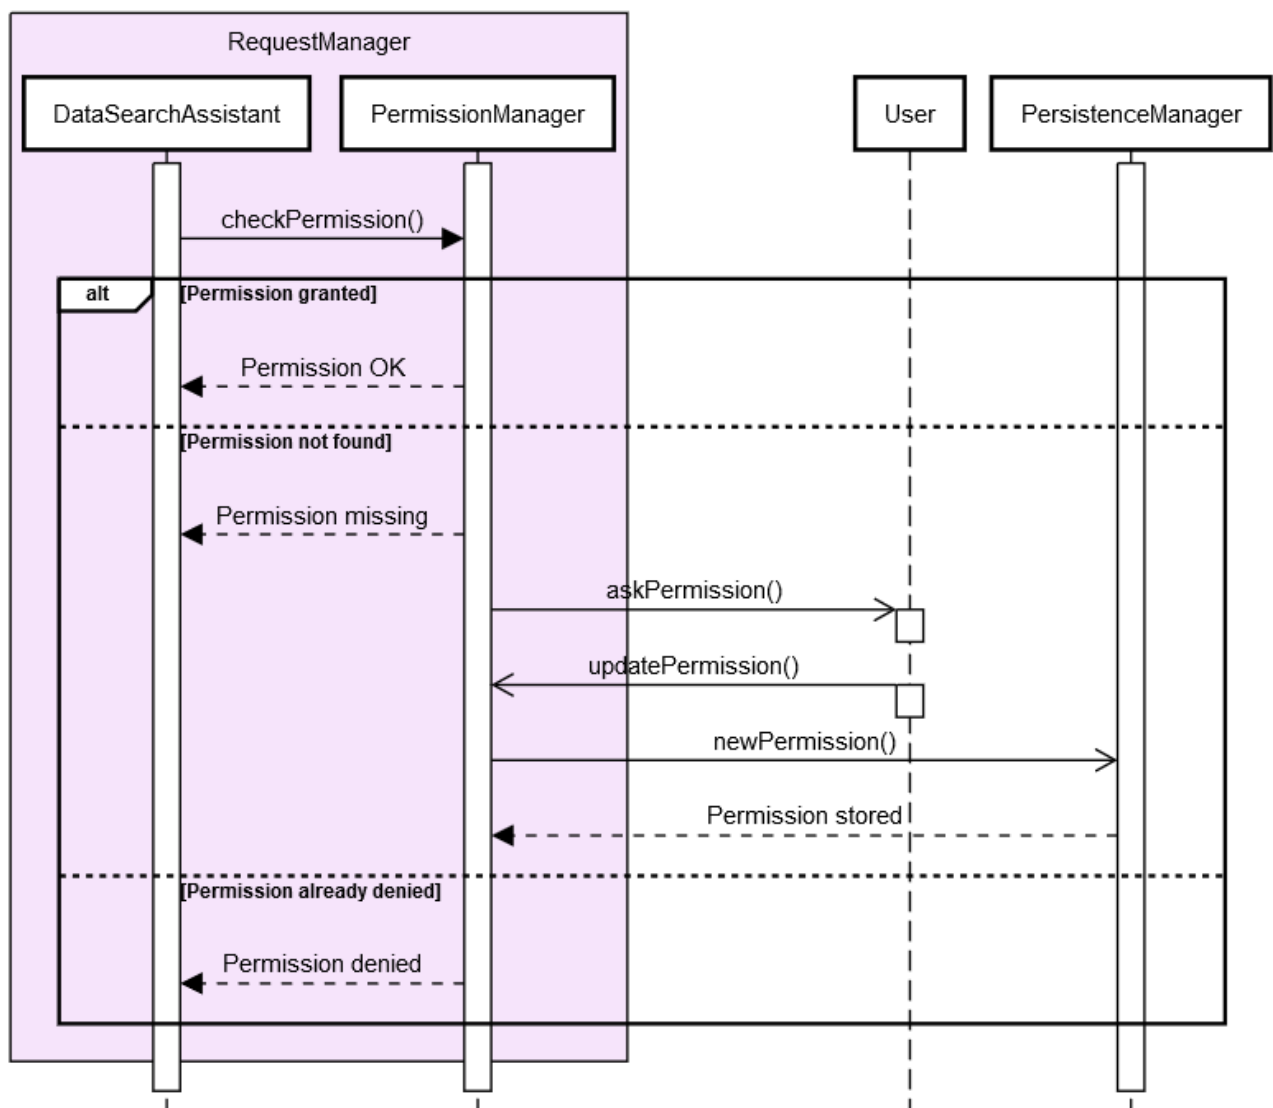 RequestManager
DataSearchAssistant
PermissionManager
User
PersistenceManager
checkPermission()
alt
[Permission granted]
Permission OK
[Permission not found]
Permission missing
askPermission()
updatePermission()
newPermission()
Permission stored
[Permission already denied]
Permission denied